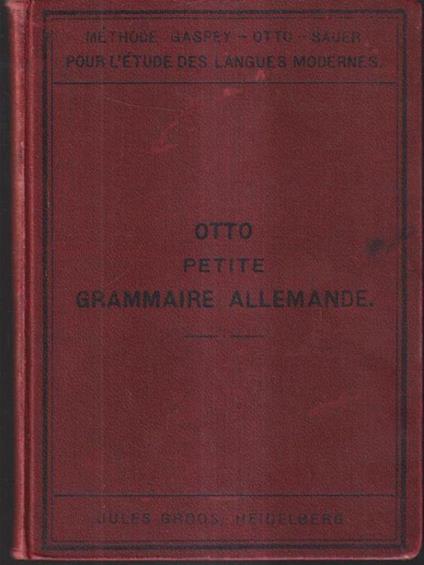 MÉTHODE GASPEY - OTTO - SAUER
POUR L'ÉTUDE DES LANGUES MODERNES.
OTTO
PETITE
GRAMMAIRE ALLEMANDE.
JULES GROOS, HEIDELBERG